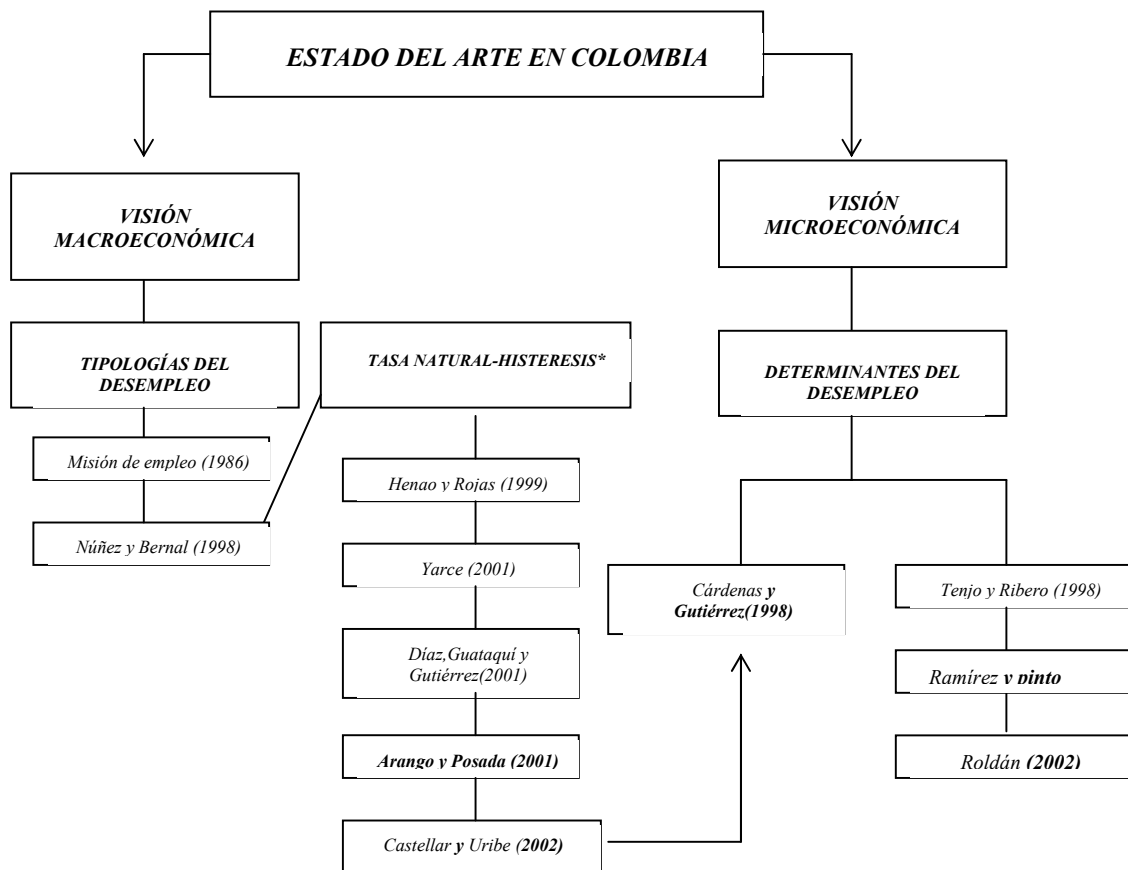 ESTADO DEL ARTE EN COLOMBIA
VISIÓN
MACROECONÓMICA
VISIÓN
MICROECONÓMICA
TIPOLOGÍAS DEL
DESEMPLEO
TASA NATURAL-HISTERESIS*
DETERMINANTES DEL
DESEMPLEO
Misión de empleo (1986)
Núñez y Bernal (1998)
Henao y Rojas (1999)
Yarce (2001)
Díaz,Guataquí y
Gutiérrez(2001)
Arango y Posada (2001)
Castellar y Uribe (2002)
Cárdenas y
Gutiérrez(1998)
Tenjo y Ribero (1998)
Ramírez y pinto
Roldán (2002)